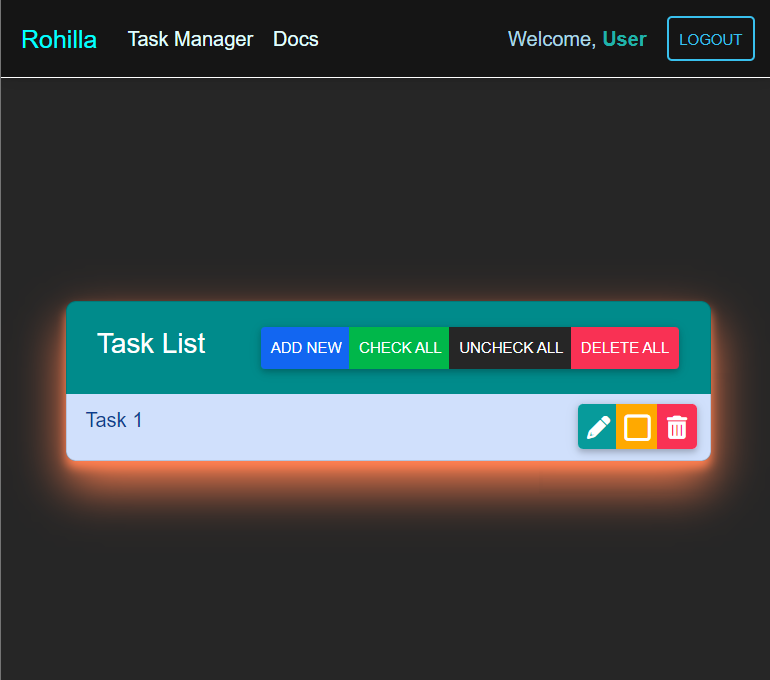 Rohilla Task Manager Docs Welcome, User LOGOUT
Task List ADD NEW CHECK ALL UNCHECK ALL DELETE ALL
Task 1